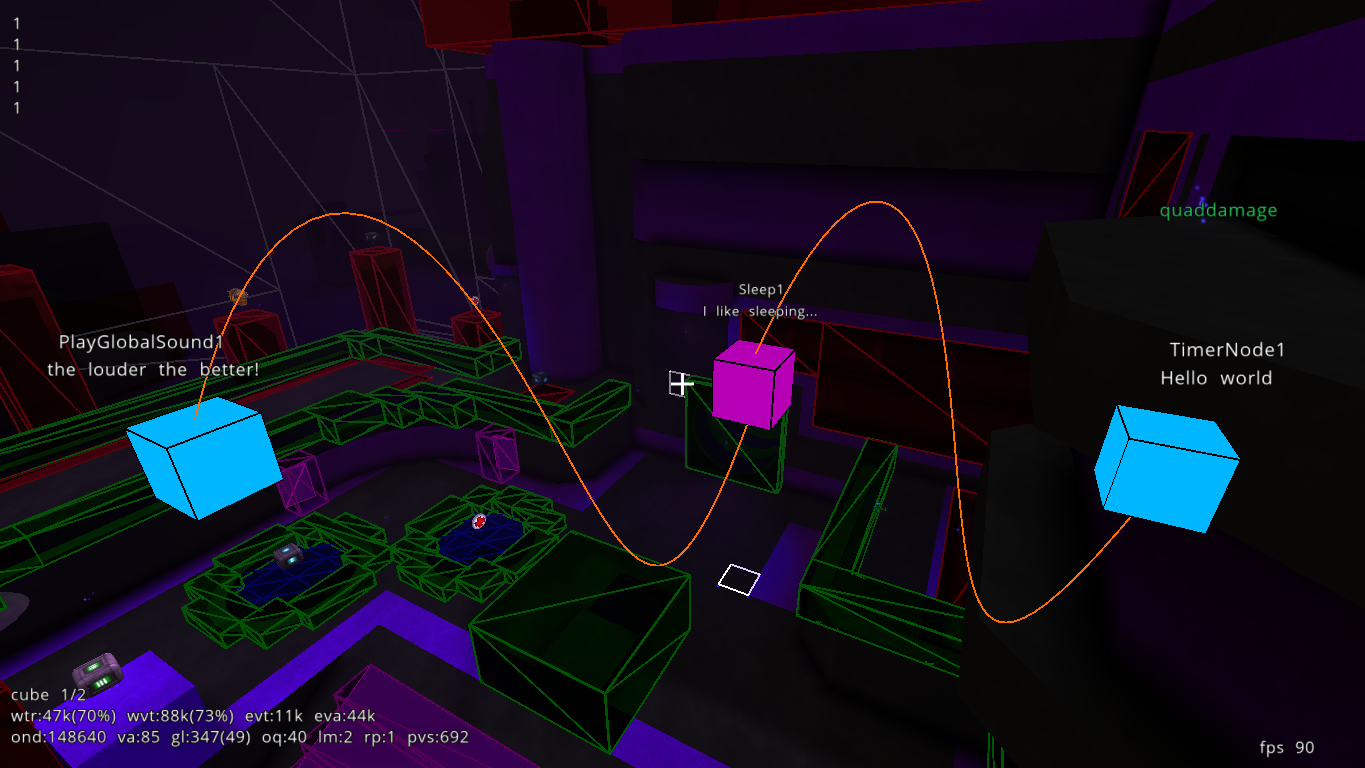 1
1
1
1
1
quaddamage
Sleep1
I like sleeping...
PlayGlobalSound1
the louder the better!
TimerNode1
Hello world
cube 1/2
wtr:47k(70%) wvt:88k(73%) evt:11k eva:44k
ond:148640 va:85 gl:347(49) oq:40 lm:2 rp:1 pvs:692
fps 90